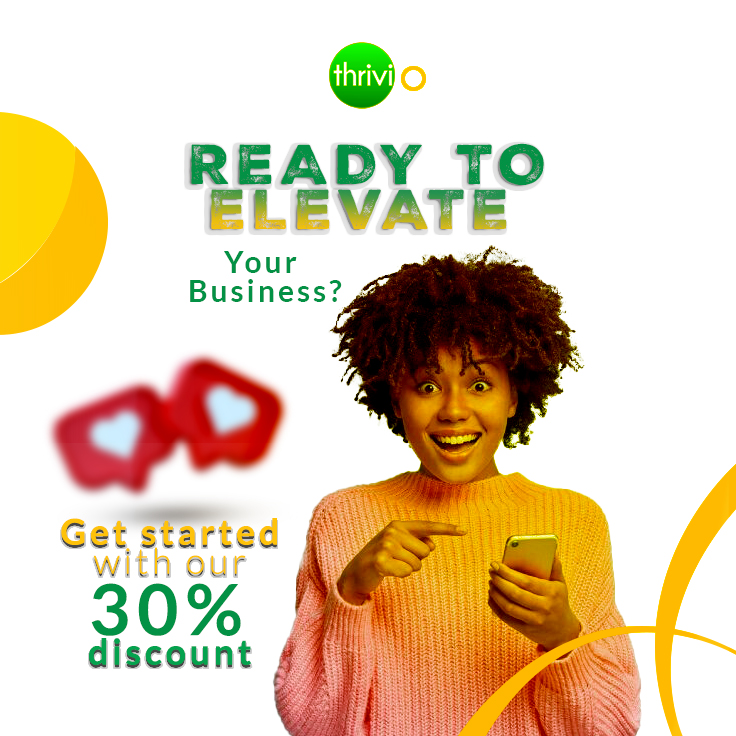 thrivi
READY TO
ELEVATE
Your
Business?
Get started
with our
30%
discount